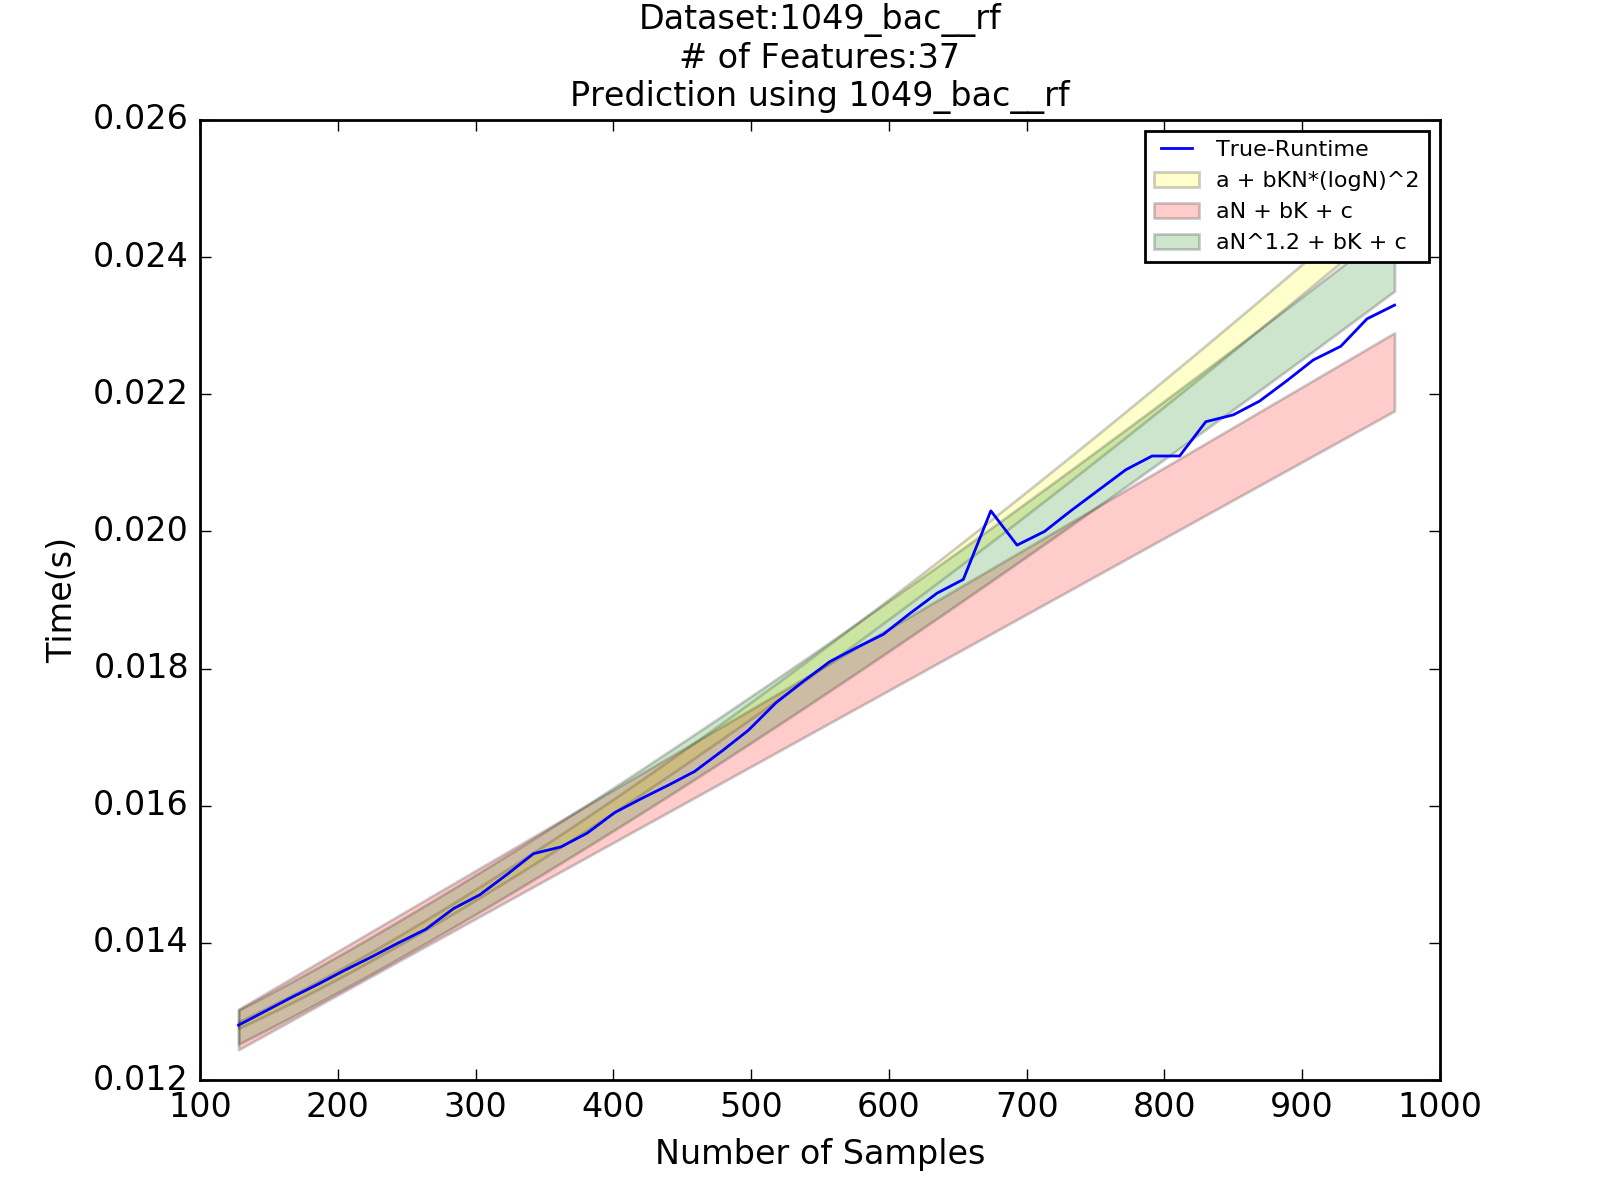 Dataset:1049_bac__rf
# of Features:37
Prediction using 1049_bac__rf
0.026
0.024
0.022
0.020
0.018
0.016
0.014
0.012
Time(s)
True-Runtime
a + bKN*(logN)^2
aN + bK + c
aN^1.2 + bK + c
100 200 300 400 500 600 700 800 900 1000
Number of Samples